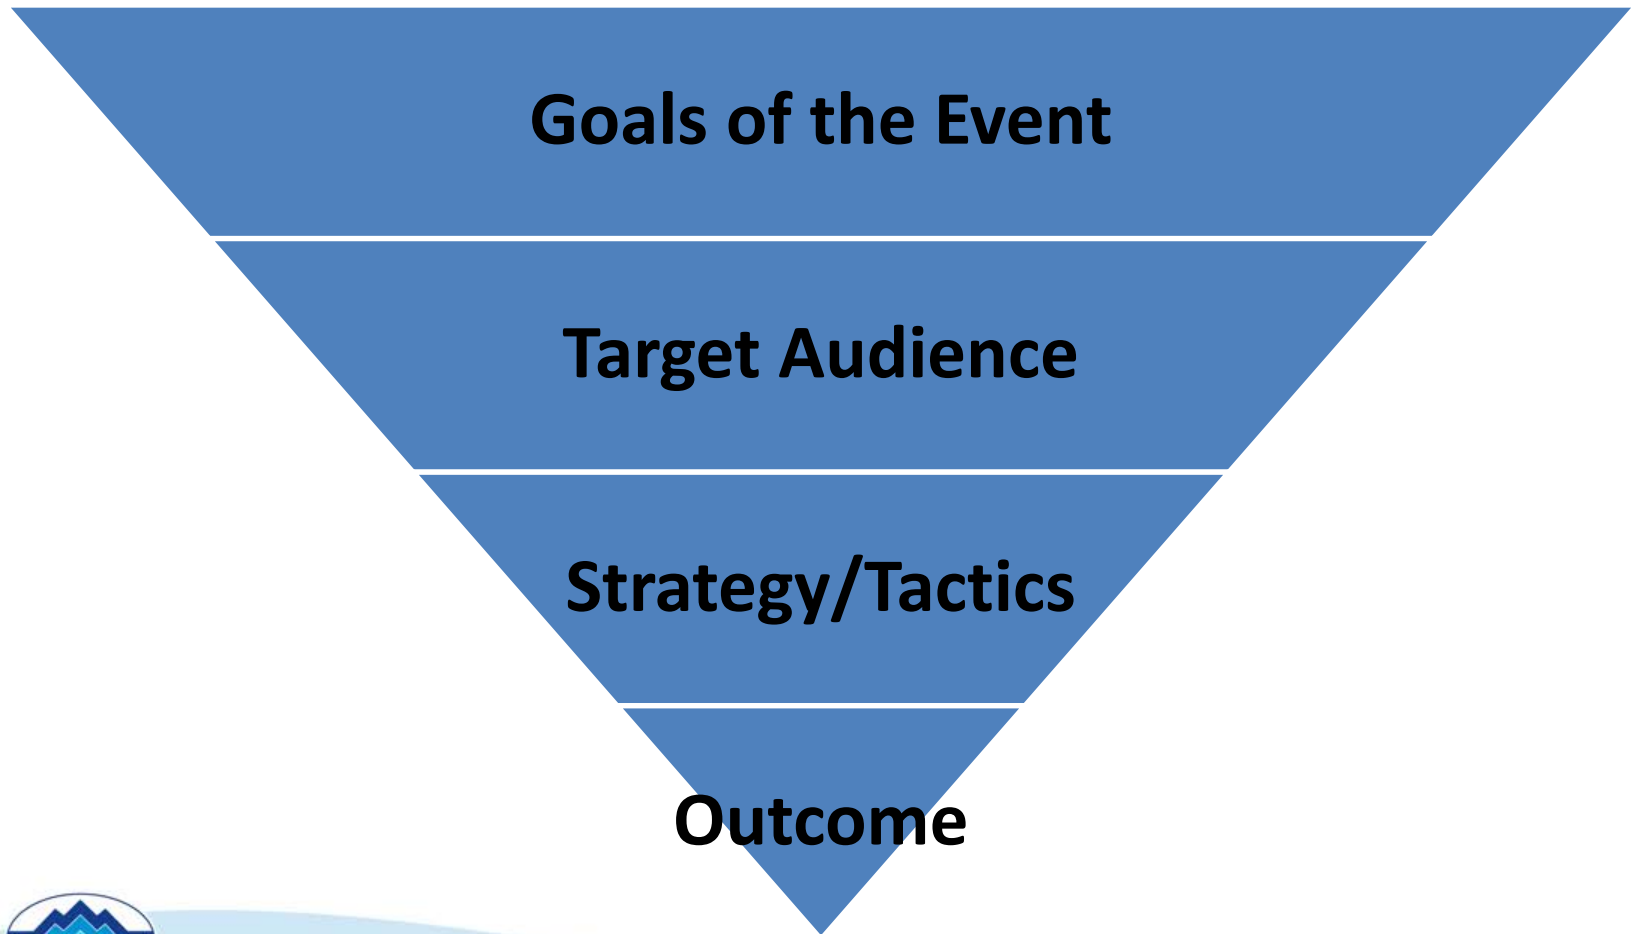 Goals of the Event
Target Audience
Strategy/Tactics
Outcome